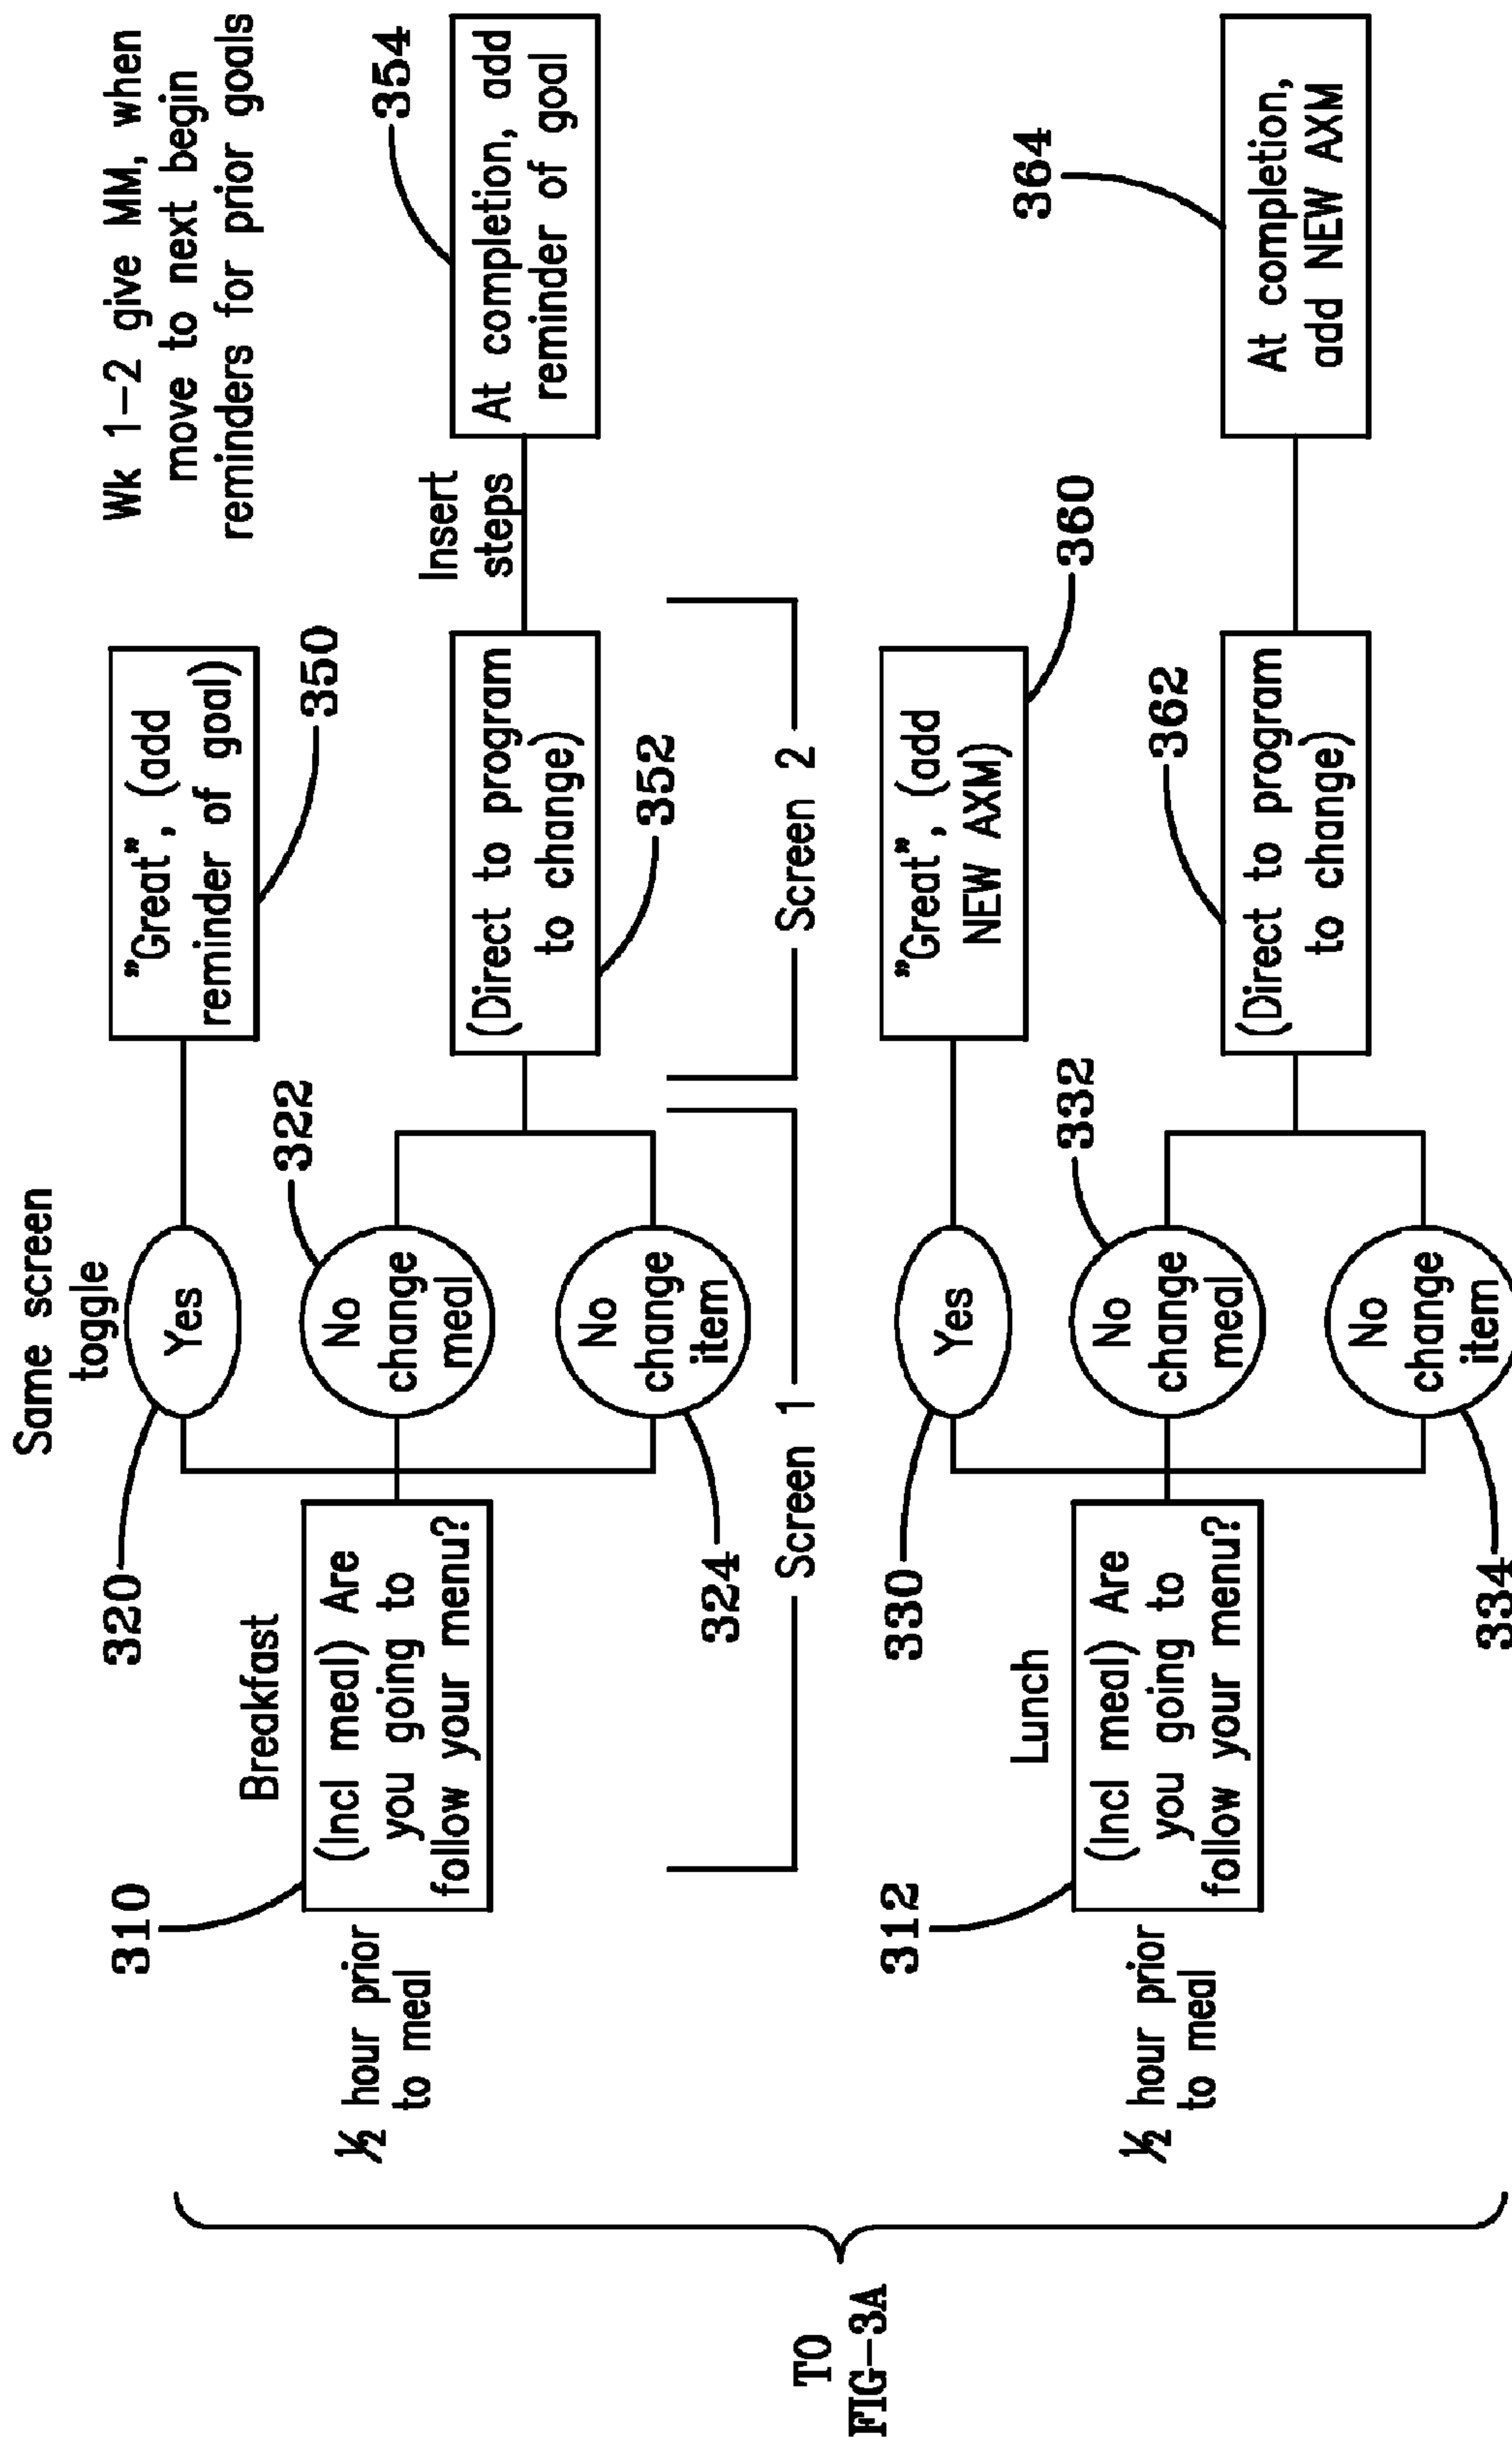 Same screen
toggle
Wk 1-2 give MM, when
move to next begin
reminders for prior goals
Breakfast
310
½ hour prior
to meal
(Incl meal) Are
you going to
follow your menu?
320
Yes
"Great", (add
reminder of goal)
350
322
No
change
meal
324
No
change
item
(Direct to program
to change)
352
Insert
steps
At completion, add
reminder of goal
354
Screen 1
Screen 2
Lunch
312
½ hour prior
to meal
(Incl meal) Are
you going to
follow your menu?
330
Yes
"Great", (add
NEW AXM)
360
332
No
change
meal
334
No
change
item
(Direct to program
to change)
362
At completion,
add NEW AXM
364
TO
FIG-3A